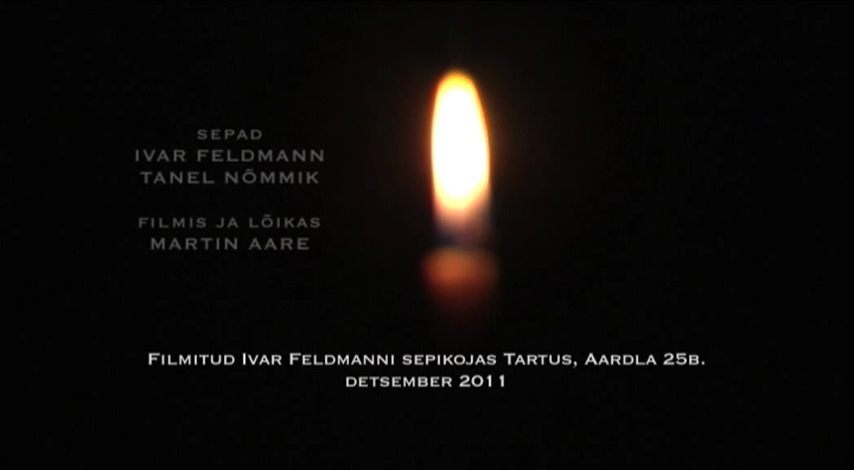 SEPAD
IVAR FELDMANN
TANEL NÕMMIK
FILMIS JA LÕIKAS
MARTIN AARE
FILMITUD IVAR FELDMANNI SEPIKOJAS TARTUS, AARDLA 25B.
DETSEMBER 2011